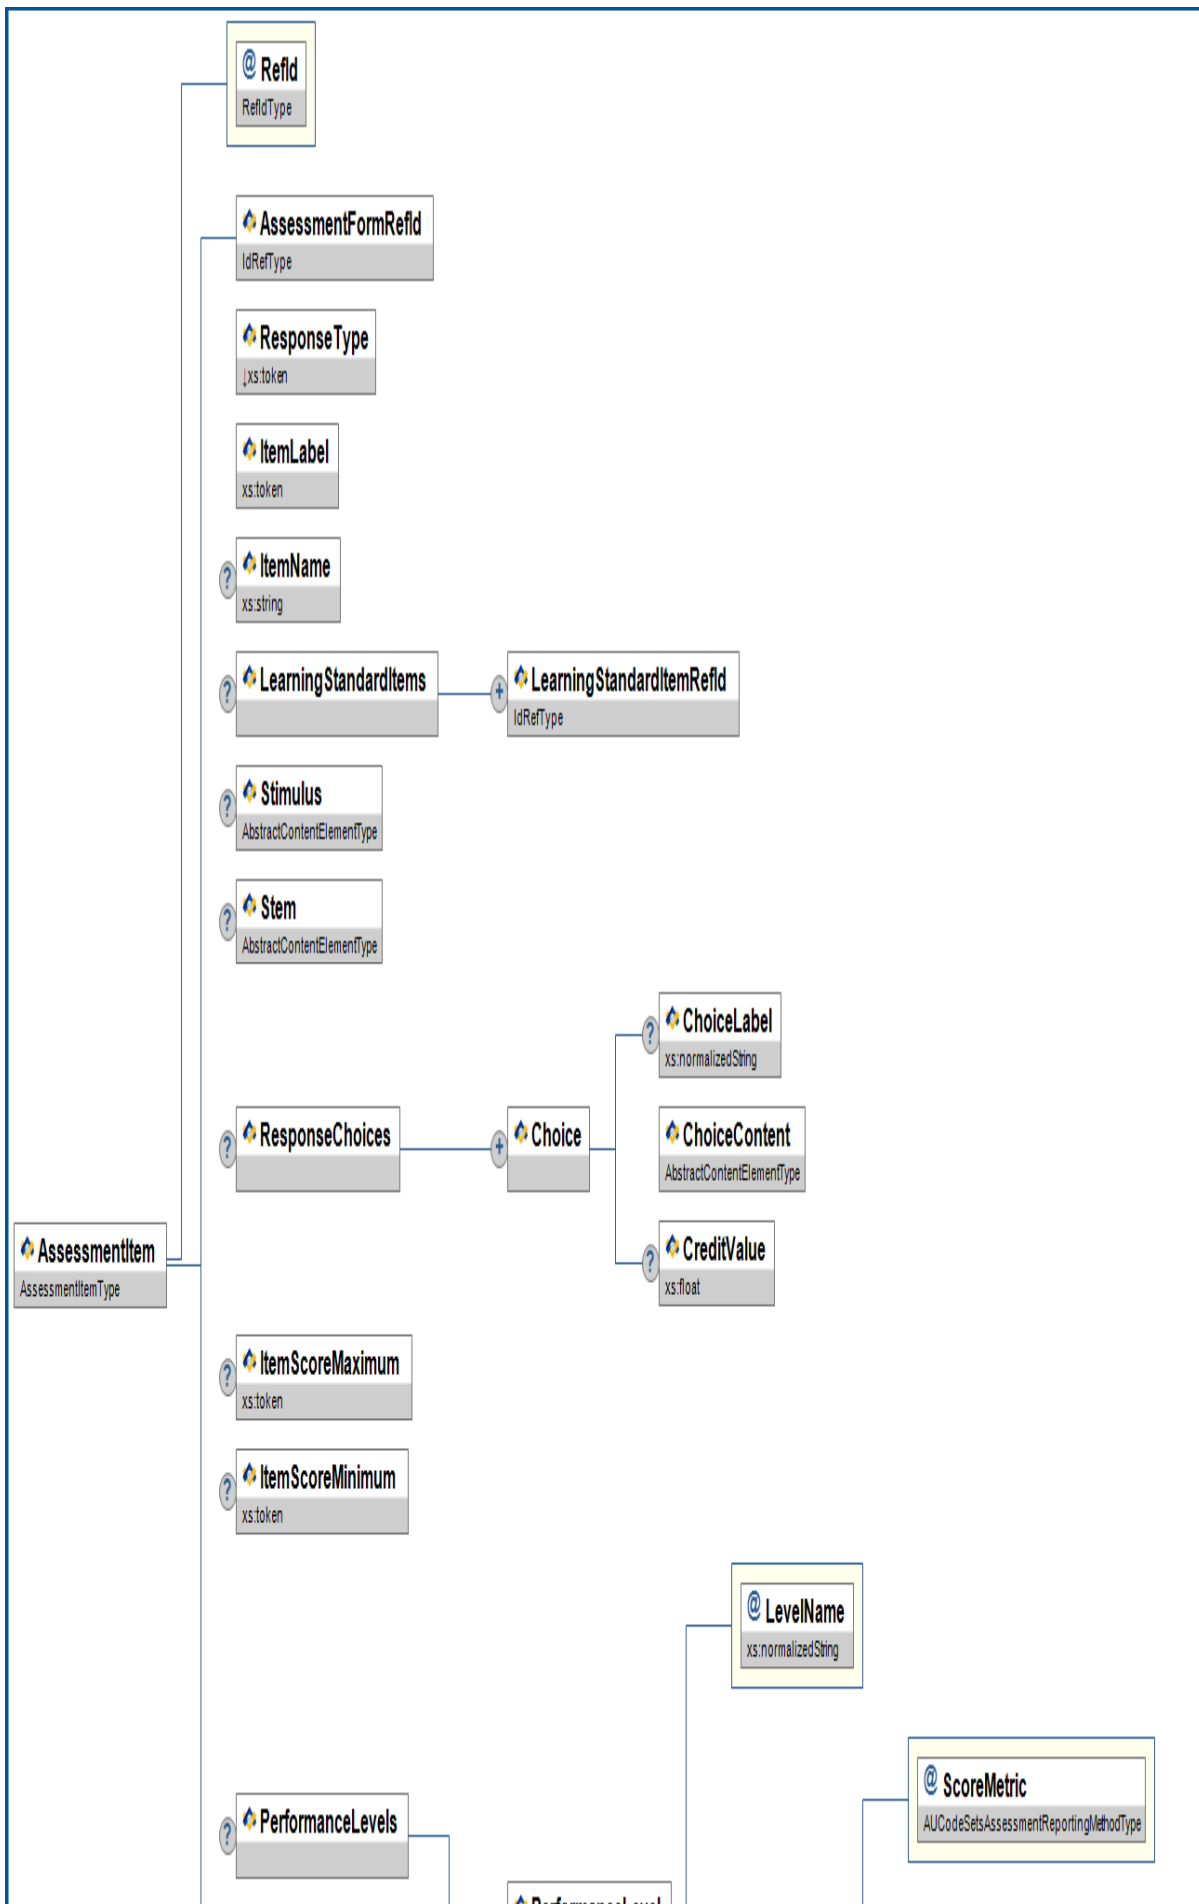 @ RefId
RefIdType
AssessmentFormRefId
IdRefType
ResponseType
↓xs:token
ItemLabel
xs:token
? ItemName
xs:string
? LearningStandardItems
+ LearningStandardItemRefId
IdRefType
? Stimulus
AbstractContentElementType
? Stem
AbstractContentElementType
? ChoiceLabel
xs:normalizedString
? ResponseChoices
+ Choice
ChoiceContent
AbstractContentElementType
AssessmentItem
AssessmentItemType
? CreditValue
xs:float
? ItemScoreMaximum
xs:token
? ItemScoreMinimum
xs:token
@ LevelName
xs:normalizedString
@ ScoreMetric
AUCodeSetsAssessmentReportingMethodType
? PerformanceLevels
PerformanceLevel